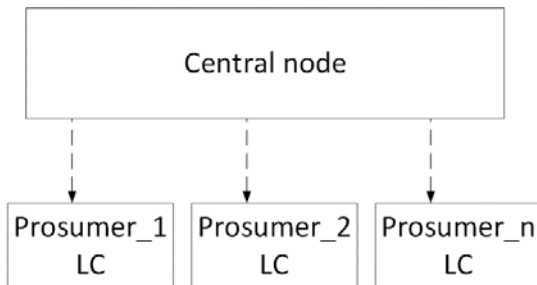 Central node
Prosumer_1
LC
Prosumer_2
LC
Prosumer_n
LC